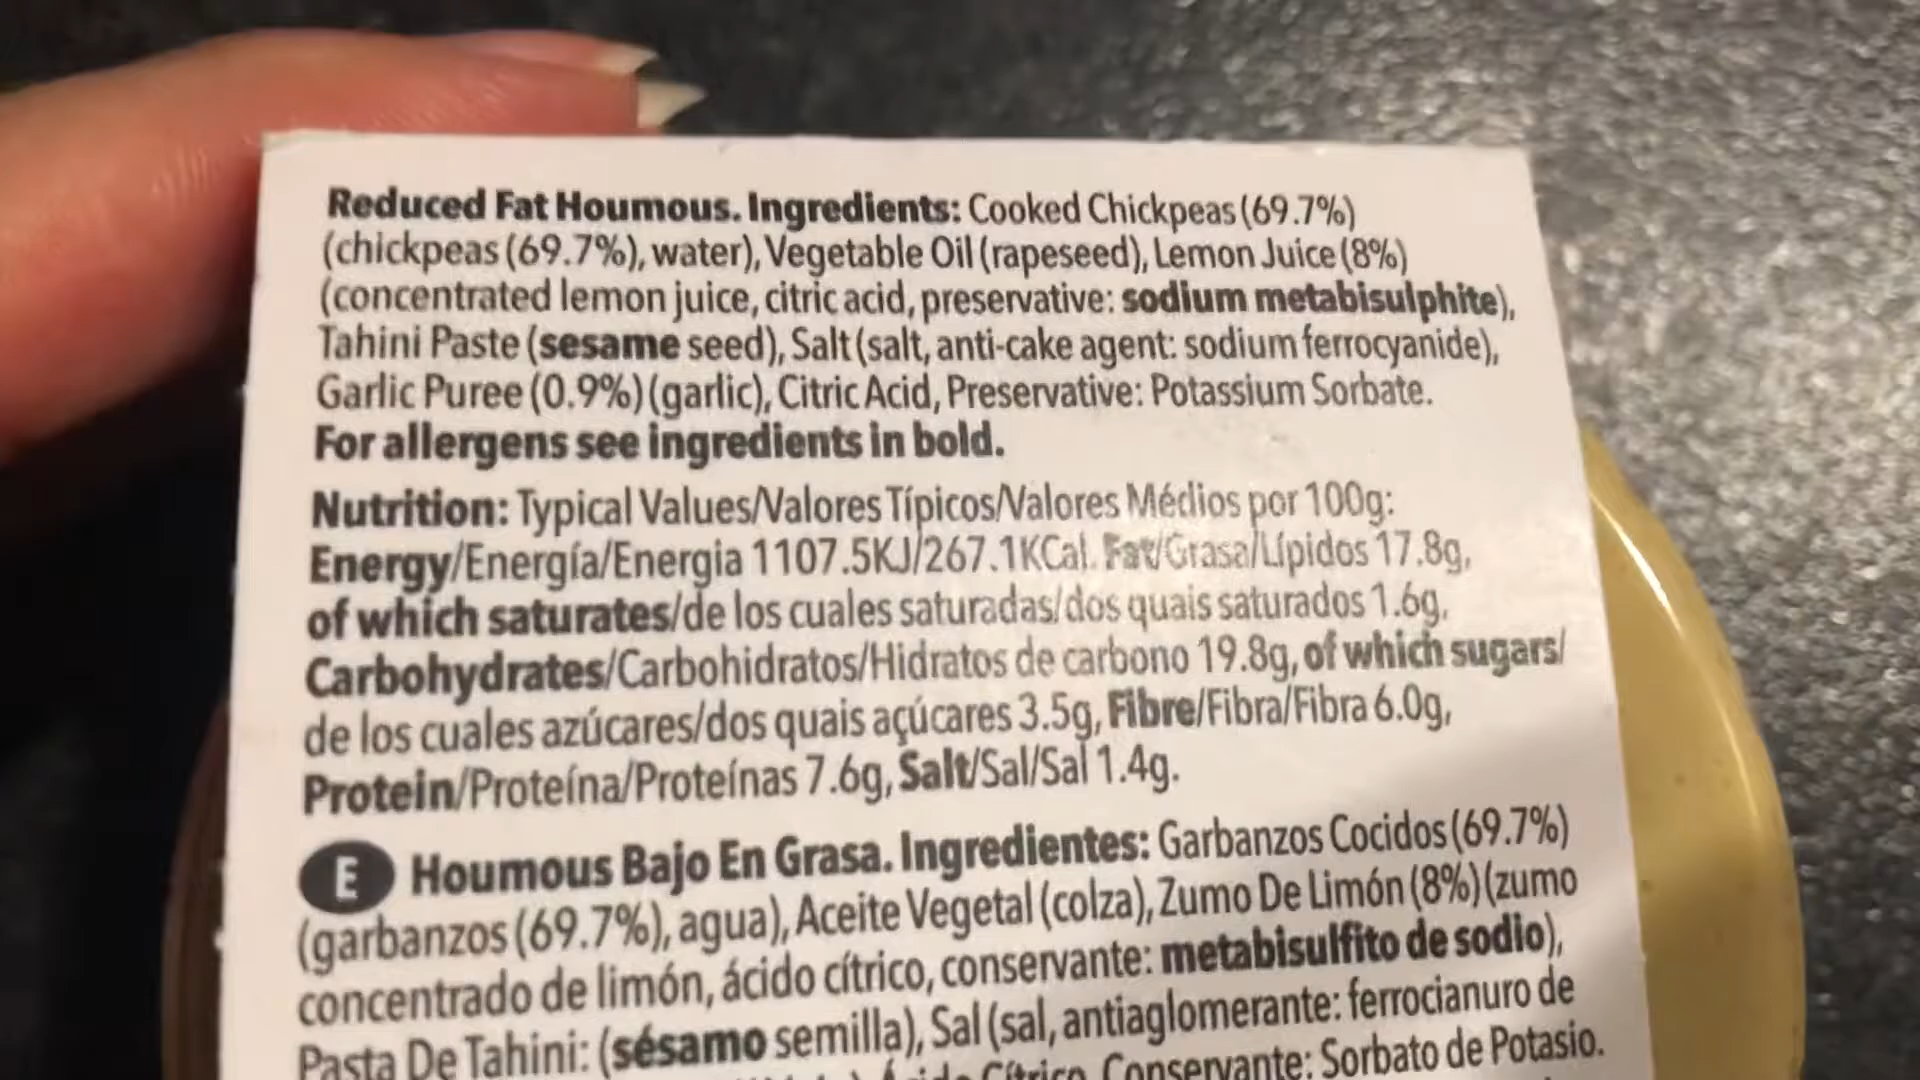 Reduced Fat Houmous. Ingredients: Cooked Chickpeas (69.7%)
(chickpeas (69.7%), water), Vegetable Oil (rapeseed), Lemon Juice (8%)
(concentrated lemon juice, citric acid, preservative: sodium metabisulphite),
Tahini Paste (sesame seed), Salt (salt, anti-cake agent: sodium ferrocyanide),
Garlic Puree (0.9%) (garlic), Citric Acid, Preservative: Potassium Sorbate.
For allergens see ingredients in bold.
Nutrition: Typical Values/Valores Típicos/Valores Médios por 100g:
Energy/Energía/Energia 1107.5KJ/267.1KCal. Fat/Grasa/Lípidos 17.8g,
of which saturates/de los cuales saturadas/dos quais saturados 1.6g,
Carbohydrates/Carbohidratos/Hidratos de carbono 19.8g, of which sugars/
de los cuales azúcares/dos quais açúcares 3.5g, Fibre/Fibra/Fibra 6.0g,
Protein/Proteína/Proteínas 7.6g, Salt/Sal/Sal 1.4g.
E Houmous Bajo En Grasa. Ingredientes: Garbanzos Cocidos (69.7%)
(garbanzos (69.7%), agua), Aceite Vegetal (colza), Zumo De Limón (8%) (zumo
concentrado de limón, ácido cítrico, conservante: metabisulfito de sodio),
Pasta De Tahini: (sésamo semilla), Sal (sal, antiaglomerante: ferrocianuro de
Cítrico, Conservante: Sorbato de Potasio.